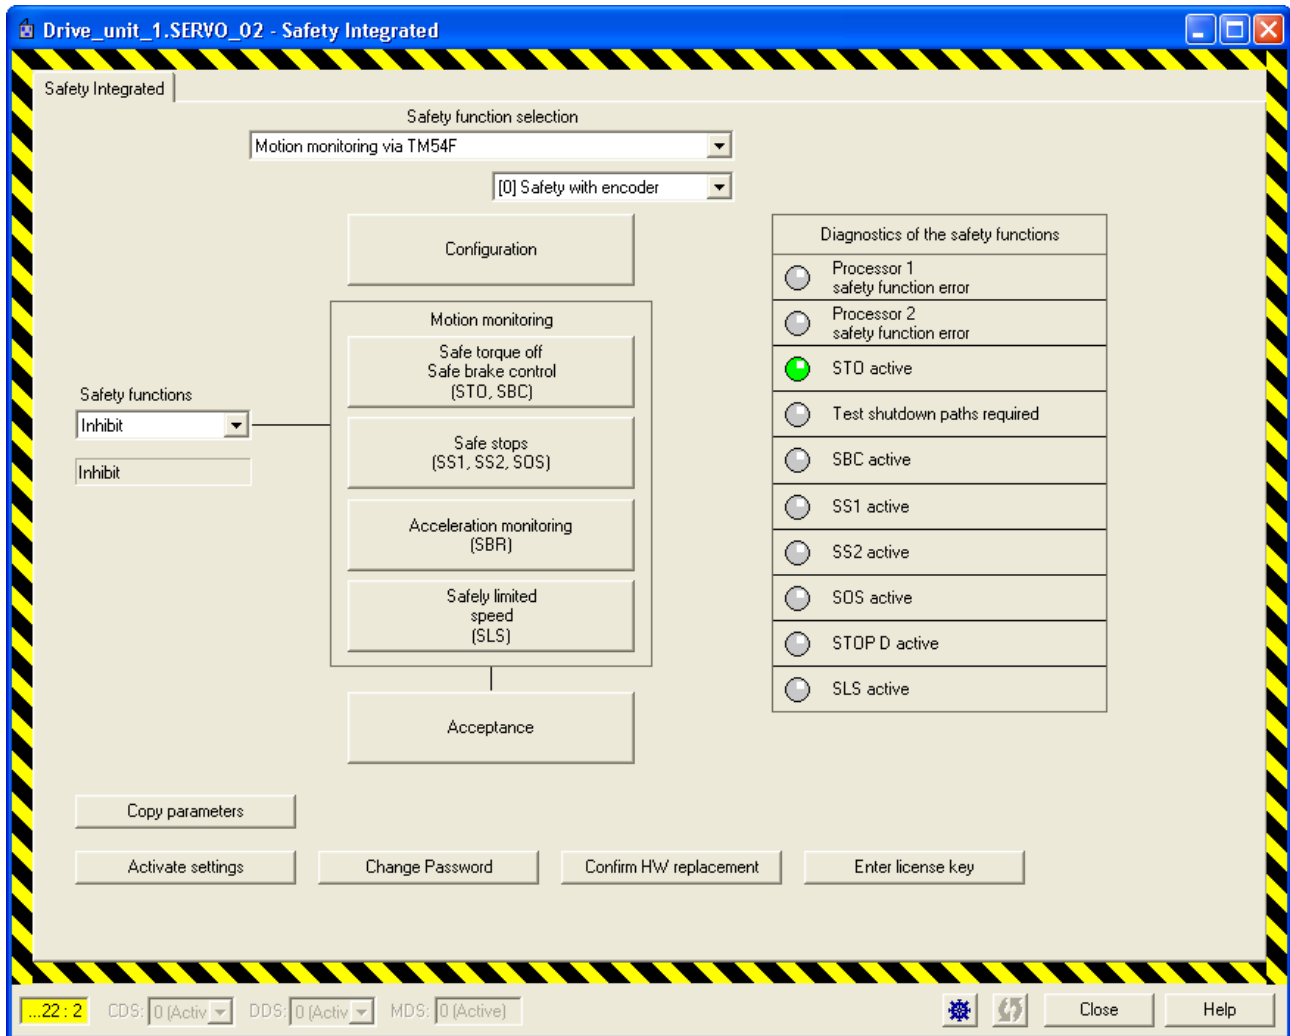 Drive_unit_1.SERVO_02 - Safety Integrated
Safety Integrated
Safety function selection
Motion monitoring via TM54F
[0] Safety with encoder
Configuration
Motion monitoring
Safe torque off
Safe brake control
(STO, SBC)
Safety functions
Inhibit
Inhibit
Safe stops
(SS1, SS2, SOS)
Acceleration monitoring
(SBR)
Safely limited
speed
(SLS)
Acceptance
Diagnostics of the safety functions
Processor 1
safety function error
Processor 2
safety function error
STO active
Test shutdown paths required
SBC active
SS1 active
SS2 active
SOS active
STOP D active
SLS active
Copy parameters
Activate settings
Change Password
Confirm HW replacement
Enter license key
...22 : 2
CDS: 0 (Activ
DDS: 0 (Activ
MDS: 0 (Active)
Close
Help